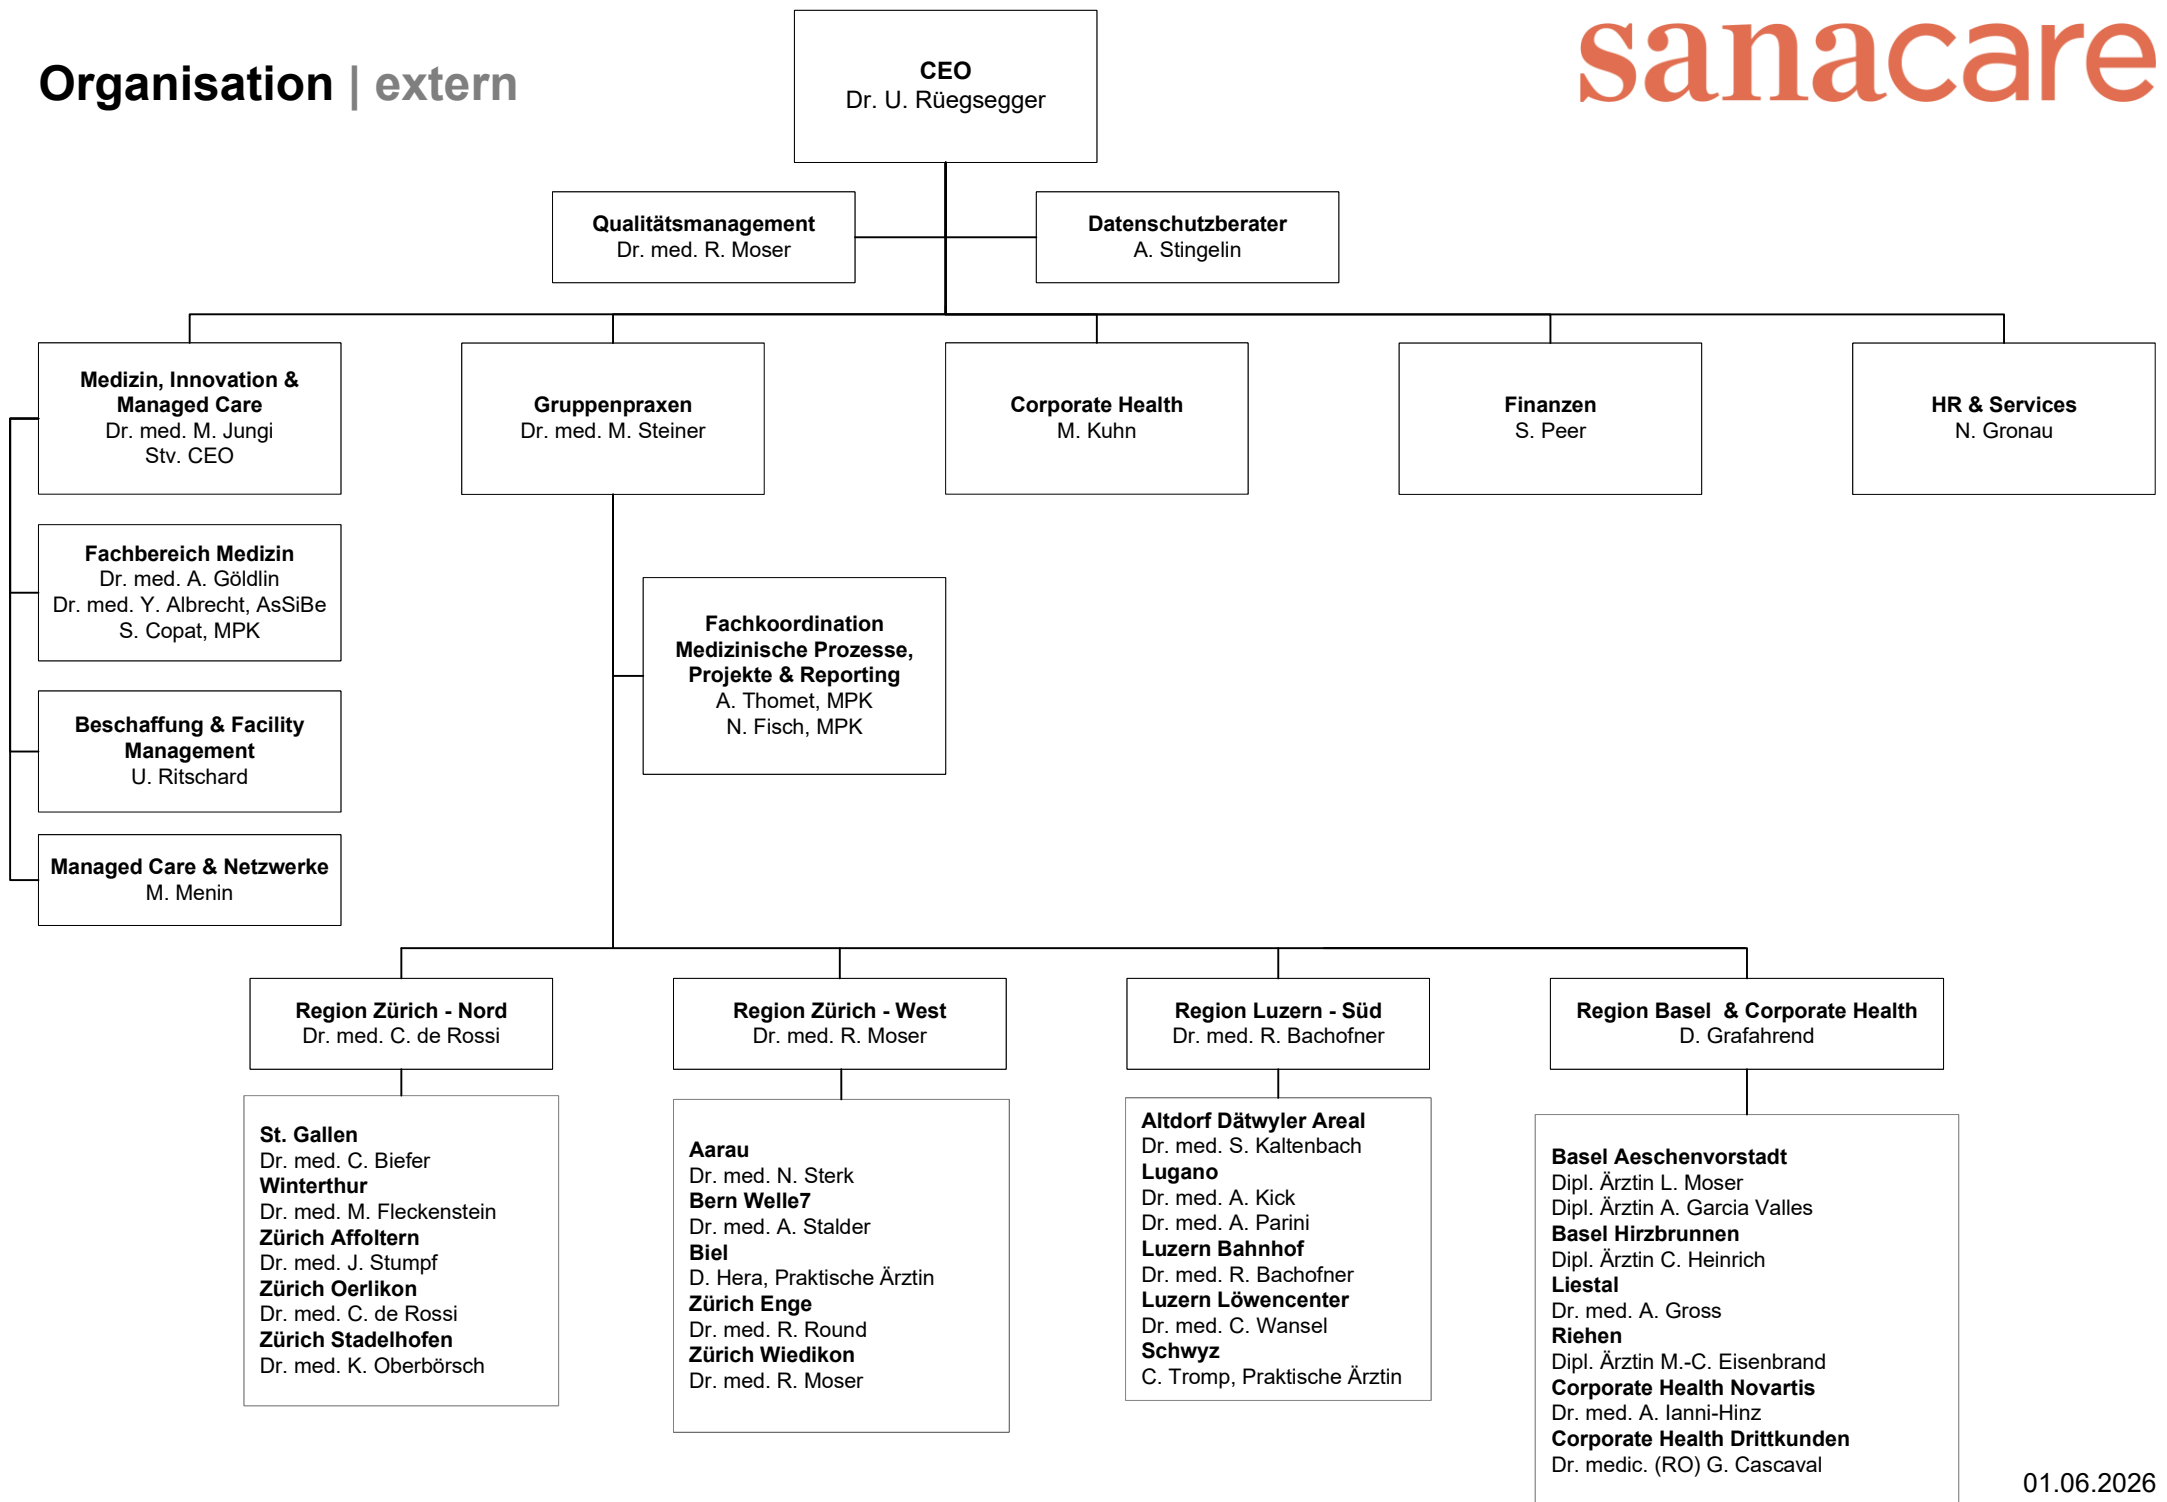 Organisation | extern
sanacare
CEO
Dr. U. Rüegsegger
Qualitätsmanagement
Dr. med. R. Moser
Datenschutzberater
A. Stingelin
Medizin, Innovation &
Managed Care
Dr. med. M. Jungi
Stv. CEO
Gruppenpraxen
Dr. med. M. Steiner
Corporate Health
M. Kuhn
Finanzen
S. Peer
HR & Services
N. Gronau
Fachbereich Medizin
Dr. med. A. Göldlin
Dr. med. Y. Albrecht, AsSiBe
S. Copat, MPK
Fachkoordination
Medizinische Prozesse,
Projekte & Reporting
A. Thomet, MPK
N. Fisch, MPK
Beschaffung & Facility
Management
U. Ritschard
Managed Care & Netzwerke
M. Menin
Region Zürich - Nord
Dr. med. C. de Rossi
Region Zürich - West
Dr. med. R. Moser
Region Luzern - Süd
Dr. med. R. Bachofner
Region Basel  & Corporate Health
D. Grafahrend
St. Gallen
Dr. med. C. Biefer
Winterthur
Dr. med. M. Fleckenstein
Zürich Affoltern
Dr. med. J. Stumpf
Zürich Oerlikon
Dr. med. C. de Rossi
Zürich Stadelhofen
Dr. med. K. Oberbörsch
Aarau
Dr. med. N. Sterk
Bern Welle7
Dr. med. A. Stalder
Biel
D. Hera, Praktische Ärztin
Zürich Enge
Dr. med. R. Round
Zürich Wiedikon
Dr. med. R. Moser
Altdorf Dätwyler Areal
Dr. med. S. Kaltenbach
Lugano
Dr. med. A. Kick
Dr. med. A. Parini
Luzern Bahnhof
Dr. med. R. Bachofner
Luzern Löwencenter
Dr. med. C. Wansel
Schwyz
C. Tromp, Praktische Ärztin
Basel Aeschenvorstadt
Dipl. Ärztin L. Moser
Dipl. Ärztin A. Garcia Valles
Basel Hirzbrunnen
Dipl. Ärztin C. Heinrich
Liestal
Dr. med. A. Gross
Riehen
Dipl. Ärztin M.-C. Eisenbrand
Corporate Health Novartis
Dr. med. A. Ianni-Hinz
Corporate Health Drittkunden
Dr. medic. (RO) G. Cascaval
01.06.2026